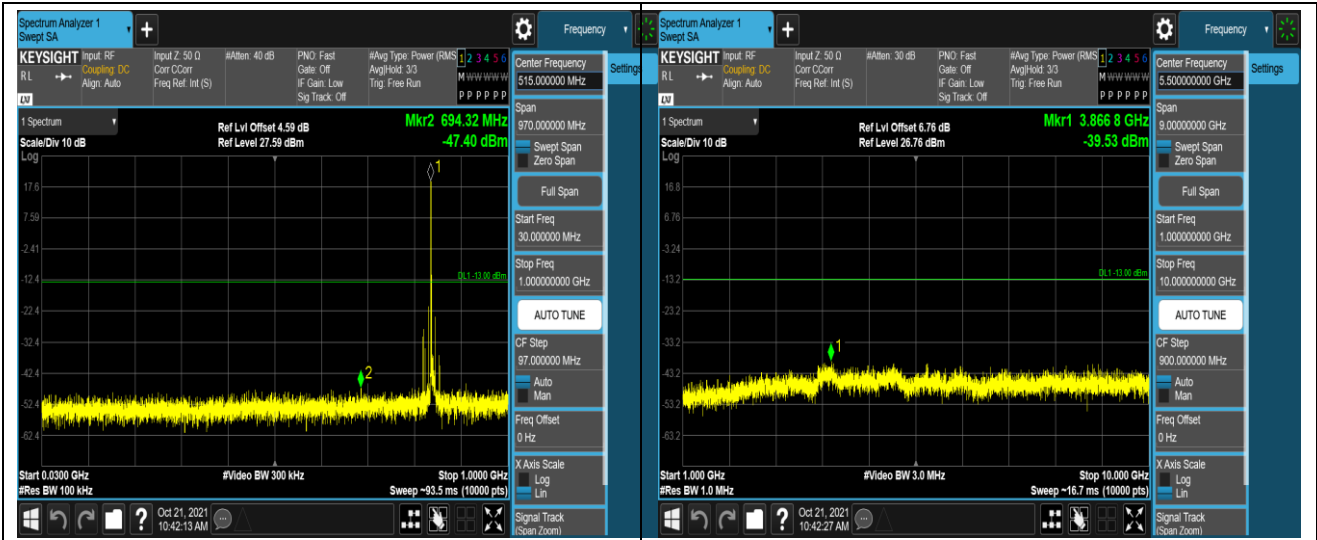 Spectrum Analyzer 1
Swept SA
+
Frequency
KEYSIGHT
RL
LXI
Input: RF
Coupling: DC
Align: Auto
Input Z: 50 Ω
Corr CCorr
Freq Ref: Int (S)
#Atten: 40 dB
PNO: Fast
Gate: Off
IF Gain: Low
Sig Track: Off
#Avg Type: Power (RMS
Avg|Hold: 3/3
Trig: Free Run
1 2 3 4 5 6
M W W W W W
P P P P P P
Center Frequency
515.000000 MHz
Settings
1 Spectrum
Scale/Div 10 dB
Log
Ref Lvl Offset 4.59 dB
Ref Level 27.59 dBm
Mkr2 694.32 MHz
-47.40 dBm
Span
970.000000 MHz
Swept Span
Zero Span
Full Span
Start Freq
30.000000 MHz
Stop Freq
1.000000000 GHz
AUTO TUNE
CF Step
97.000000 MHz
Auto
Man
Freq Offset
0 Hz
X Axis Scale
Log
Lin
Signal Track
(Span Zoom)
1
17.6
7.59
-2.41
-12.4
DL1 -13.00 dBm
-22.4
-32.4
-42.4
2
-52.4
-62.4
Start 0.0300 GHz
#Res BW 100 kHz
#Video BW 300 kHz
Stop 1.0000 GHz
Sweep ~93.5 ms (10000 pts)
?
Oct 21, 2021
10:42:13 AM
Spectrum Analyzer 1
Swept SA
+
Frequency
KEYSIGHT
RL
LXI
Input: RF
Coupling: DC
Align: Auto
Input Z: 50 Ω
Corr CCorr
Freq Ref: Int (S)
#Atten: 30 dB
PNO: Fast
Gate: Off
IF Gain: Low
Sig Track: Off
#Avg Type: Power (RMS
Avg|Hold: 3/3
Trig: Free Run
1 2 3 4 5 6
M W W W W W
P P P P P P
Center Frequency
5.500000000 GHz
Settings
1 Spectrum
Scale/Div 10 dB
Log
Ref Lvl Offset 6.76 dB
Ref Level 26.76 dBm
Mkr1 3.866 8 GHz
-39.53 dBm
Span
9.00000000 GHz
Swept Span
Zero Span
Full Span
Start Freq
1.000000000 GHz
Stop Freq
10.000000000 GHz
AUTO TUNE
CF Step
900.000000 MHz
Auto
Man
Freq Offset
0 Hz
X Axis Scale
Log
Lin
Signal Track
(Span Zoom)
16.8
6.76
-3.24
-13.2
DL1 -13.00 dBm
-23.2
-33.2
1
-43.2
-53.2
-63.2
Start 1.000 GHz
#Res BW 1.0 MHz
#Video BW 3.0 MHz
Stop 10.000 GHz
Sweep ~16.7 ms (10000 pts)
?
Oct 21, 2021
10:42:27 AM